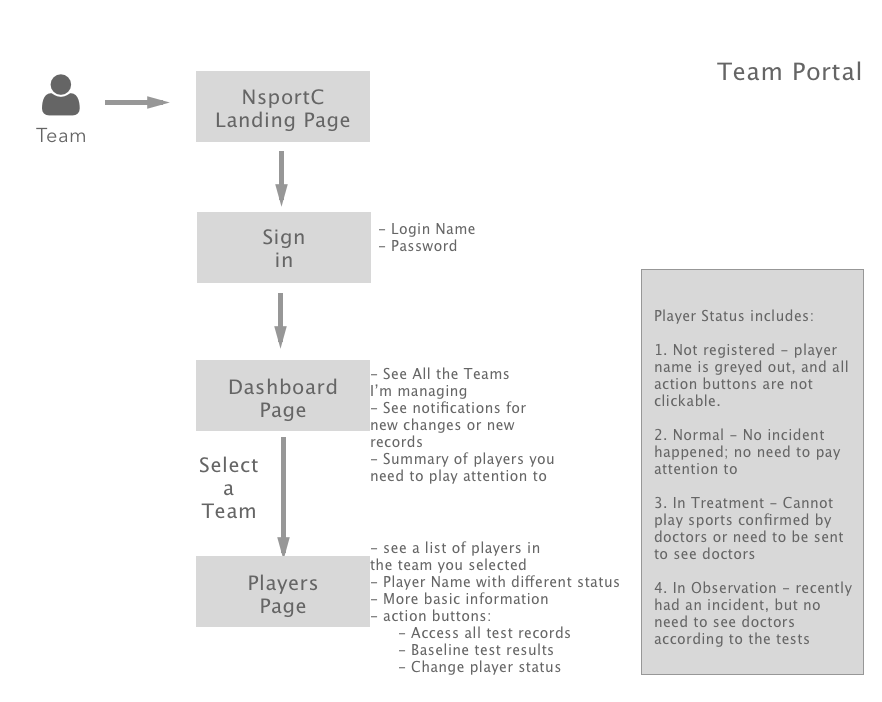 Team Portal
Team
NsportC
Landing Page
Sign
in
– Login Name
– Password
Dashboard
Page
– See All the Teams
I'm managing
– See notifications for
new changes or new
records
– Summary of players you
need to play attention to
Select
a
Team
Players
Page
– see a list of players in
the team you selected
– Player Name with different status
– More basic information
– action buttons:
– Access all test records
– Baseline test results
– Change player status
Player Status includes:
1. Not registered – player
name is greyed out, and all
action buttons are not
clickable.
2. Normal – No incident
happened; no need to pay
attention to
3. In Treatment – Cannot
play sports confirmed by
doctors or need to be sent
to see doctors
4. In Observation – recently
had an incident, but no
need to see doctors
according to the tests